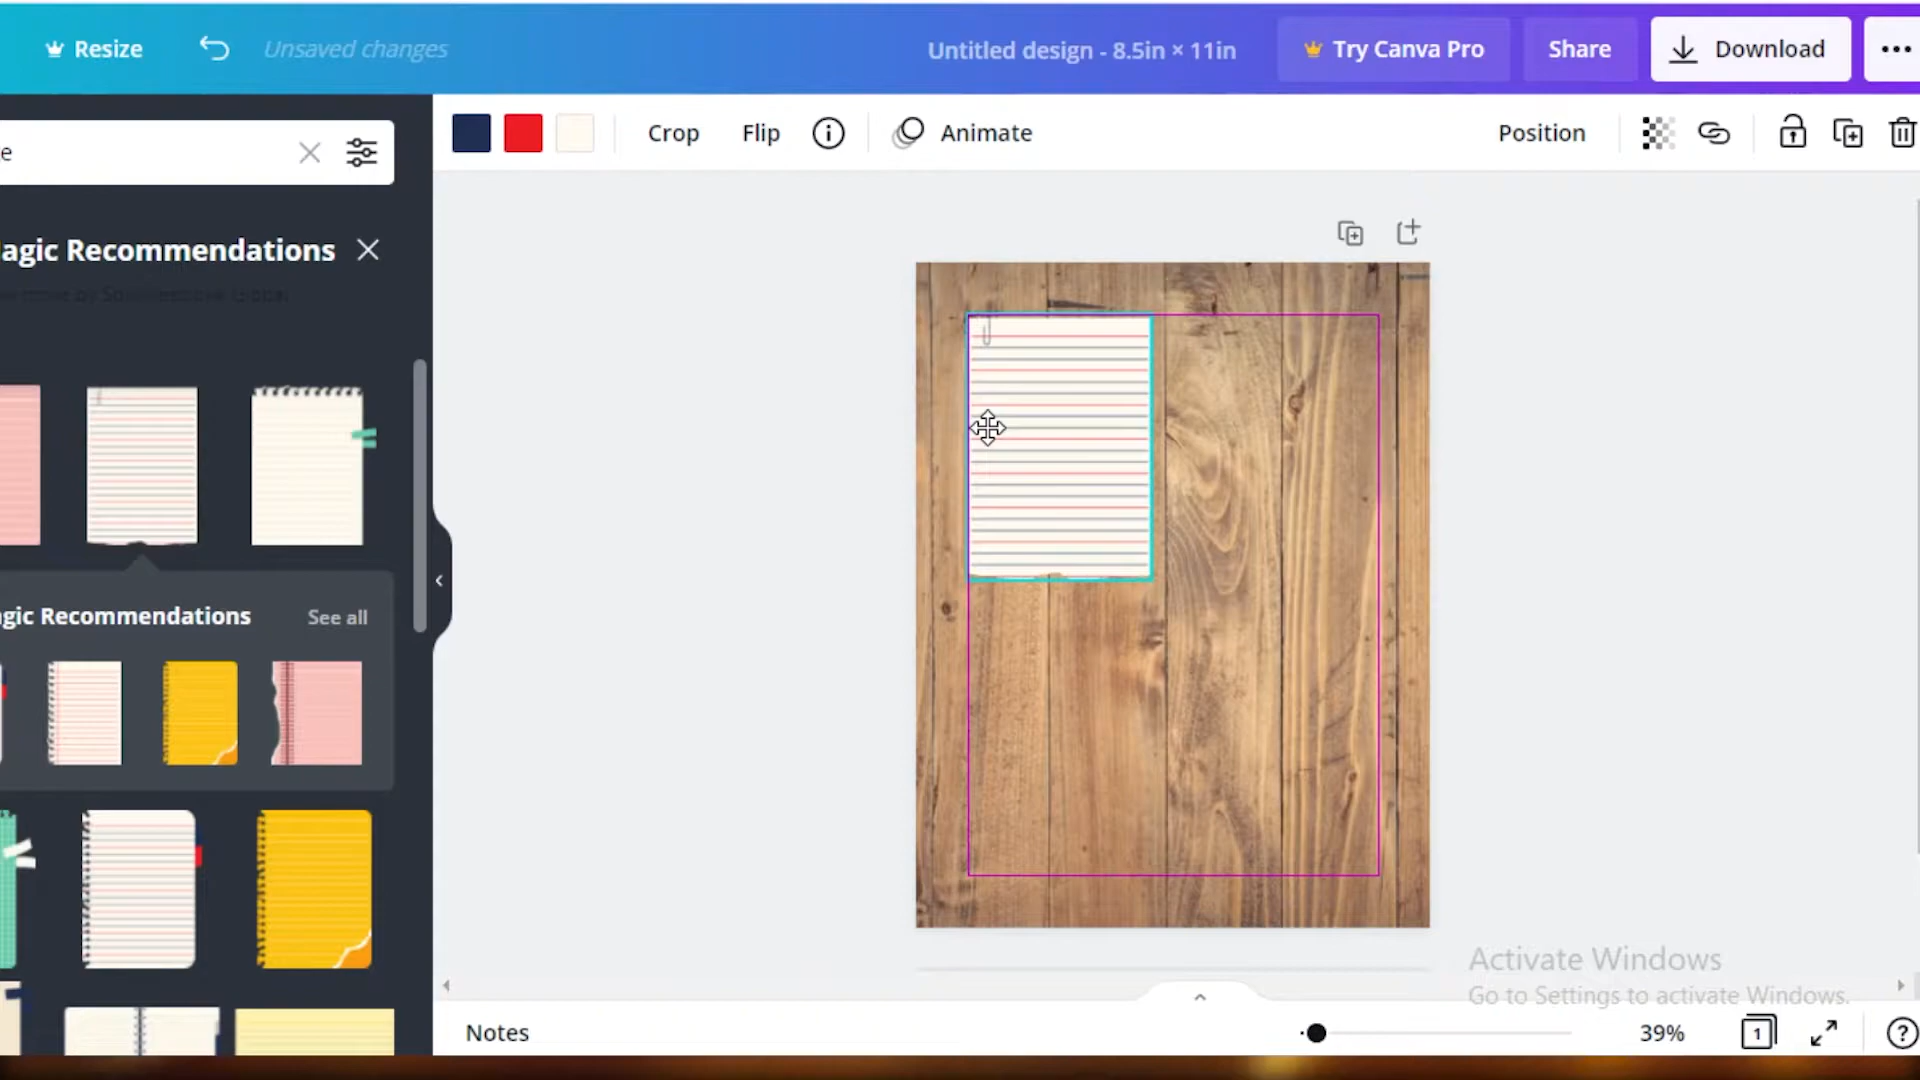 Resize
Unsaved changes
Untitled design - 8.5in × 11in
Try Canva Pro
Share
Download
e
Crop
Flip
Animate
Position
agic Recommendations
gic Recommendations
See all
Activate Windows
Go to Settings to activate Windows.
Notes
39%
1